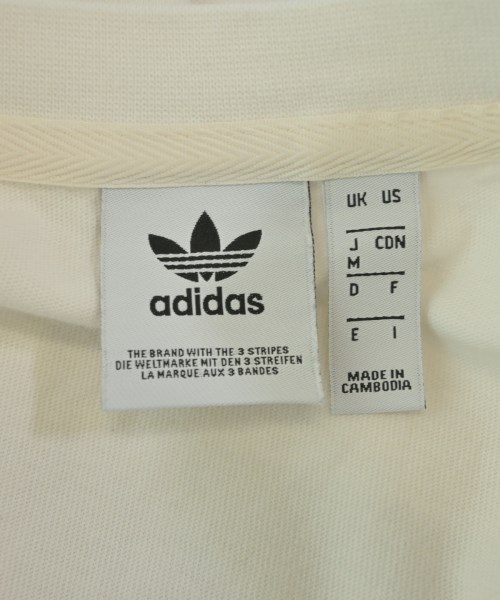 adidas
THE BRAND WITH THE 3 STRIPES
DIE WELTMARKE MIT DEN 3 STREIFEN
LA MARQUE AUX 3 BANDES
UK US
J CDN
M
D F
E I
MADE IN
CAMBODIA